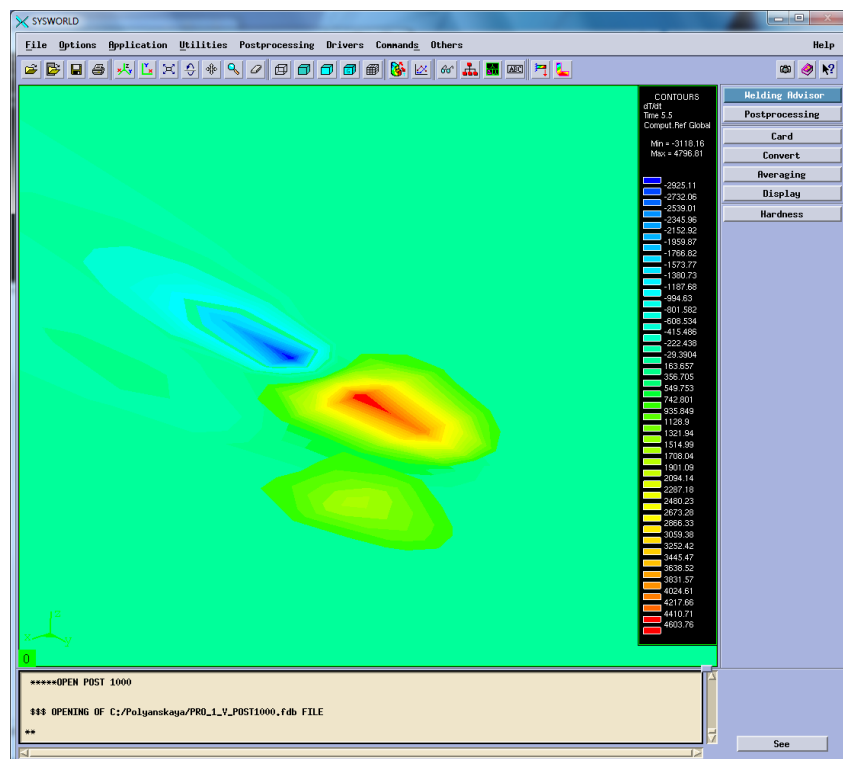 SYSWORLD
File Options Application Utilities Postprocessing Drivers Commands Others Help
ABC
CONTOURS
dT/dt
Time 5.5
Comput.Ref Global
Min = -3118.16
Max = 4796.81
-2925.11
-2732.06
-2539.01
-2345.96
-2152.92
-1959.87
-1766.82
-1573.77
-1380.73
-1187.68
-994.63
-801.582
-608.534
-415.486
-222.438
-29.3904
163.657
356.705
549.753
742.801
935.849
1128.9
1321.94
1514.99
1708.04
1901.09
2094.14
2287.18
2480.23
2673.28
2866.33
3059.38
3252.42
3445.47
3638.52
3831.57
4024.61
4217.66
4410.71
4603.76
Welding Advisor
Postprocessing
Card
Convert
Averaging
Display
Hardness
0
*****OPEN POST 1000
$$$ OPENING OF C:/Polyanskaya/PRO_1_V_POST1000.fdb FILE
**
See